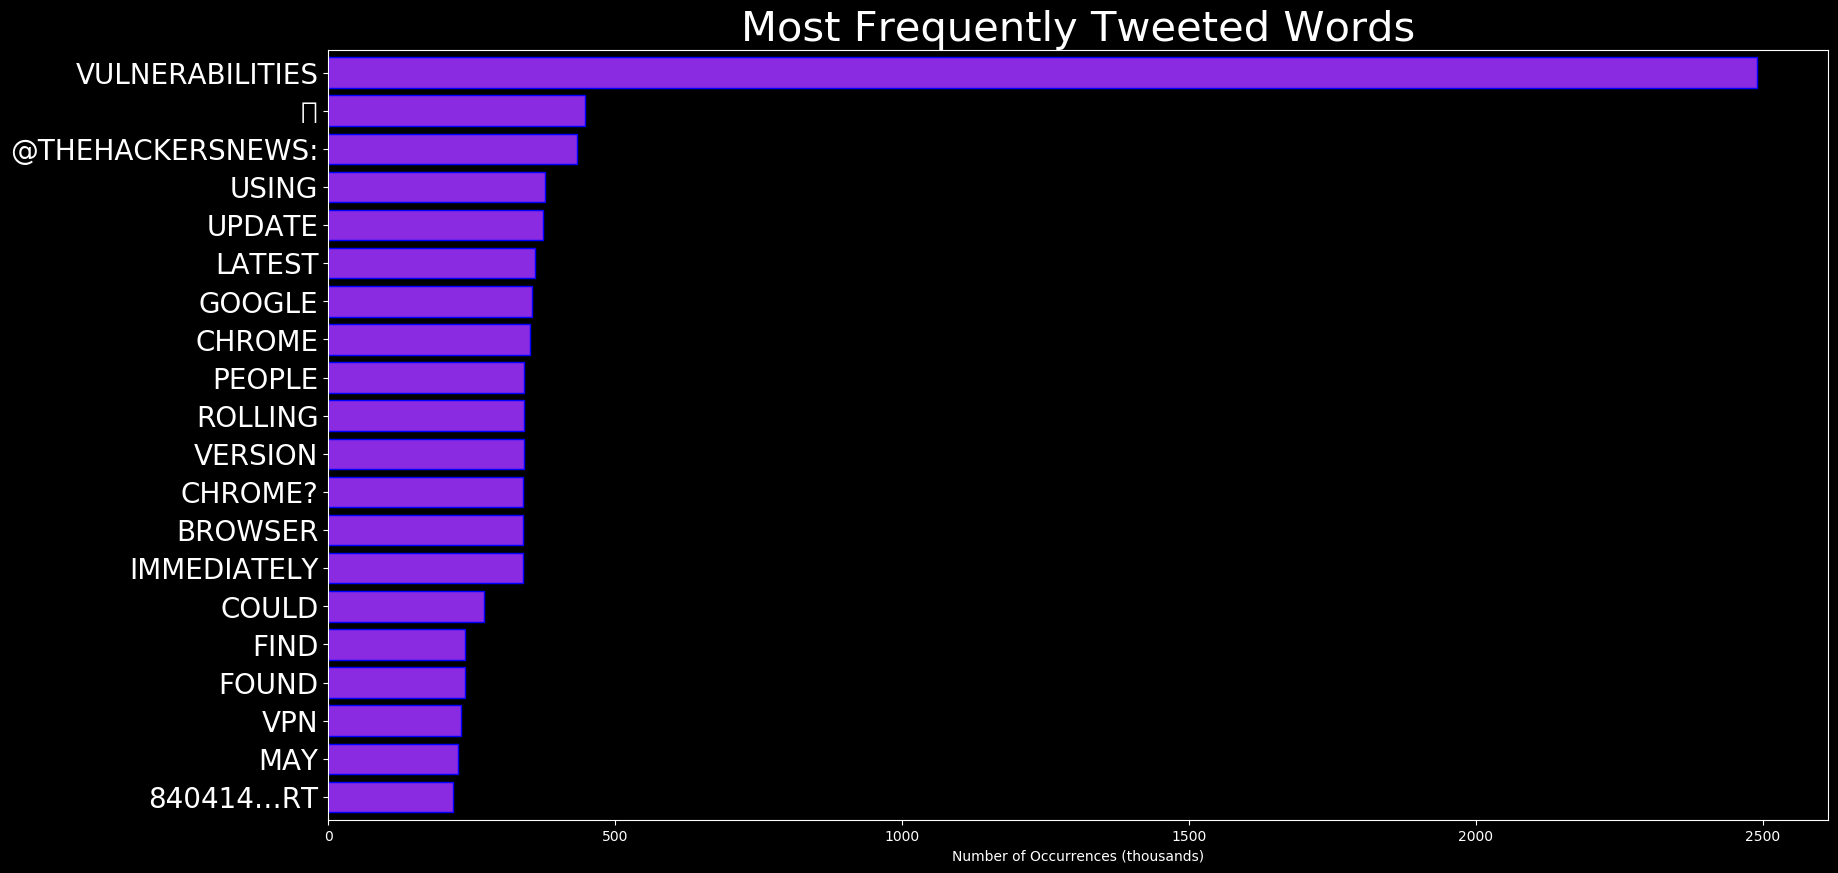 Most Frequently Tweeted Words
VULNERABILITIES
@THEHACKERSNEWS:
USING
UPDATE
LATEST
GOOGLE
CHROME
PEOPLE
ROLLING
VERSION
CHROME?
BROWSER
IMMEDIATELY
COULD
FIND
FOUND
VPN
MAY
840414…RT
0 500 1000 1500 2000 2500
Number of Occurrences (thousands)